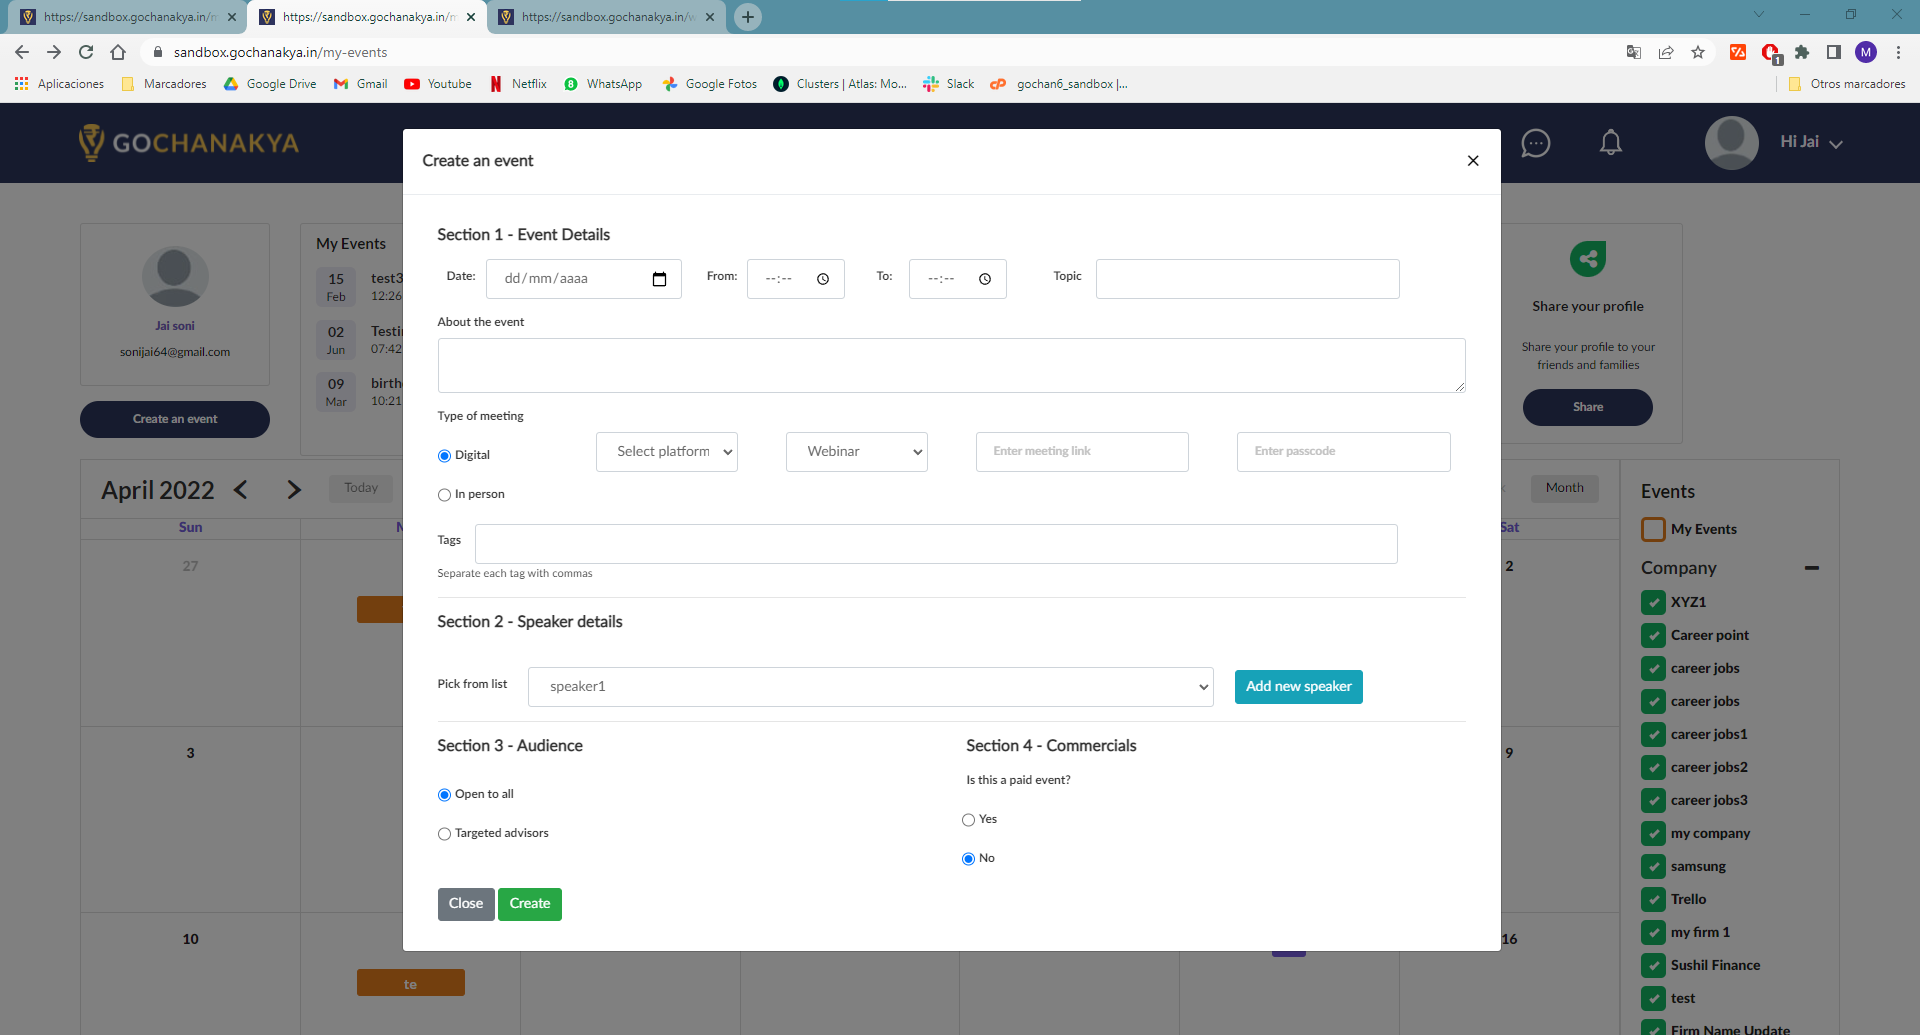 https://sandbox.gochanakya.in/m
https://sandbox.gochanakya.in/m
https://sandbox.gochanakya.in/w
sandbox.gochanakya.in/my-events
1
M
Aplicaciones
Marcadores
Google Drive
Gmail
Youtube
Netflix
WhatsApp
Google Fotos
Clusters | Atlas: Mo...
Slack
gochan6_sandbox |...
Otros marcadores
GOCHANAKYA
Hi Jai
Jai soni
sonijai64@gmail.com
Create an event
My Events
15 Feb
test3
12:26
02 Jun
Testin
07:42
09 Mar
birth
10:21
Create an event
Section 1 - Event Details
Date: dd/mm/aaaa From: --:-- To: --:-- Topic
About the event
Type of meeting
Digital Select platform Webinar Enter meeting link Enter passcode
In person
Tags
Separate each tag with commas
Section 2 - Speaker details
Pick from list speaker1 Add new speaker
Section 3 - Audience
Open to all
Targeted advisors
Section 4 - Commercials
Is this a paid event?
Yes
No
Close Create
Share your profile
Share your profile to your
friends and families
Share
April 2022 Today Month
Sun Sat
27 2
3 9
10 16
te
Events
My Events
Company
XYZ1
Career point
career jobs
career jobs
career jobs1
career jobs2
career jobs3
my company
samsung
Trello
my firm 1
Sushil Finance
test
Firm Name Update